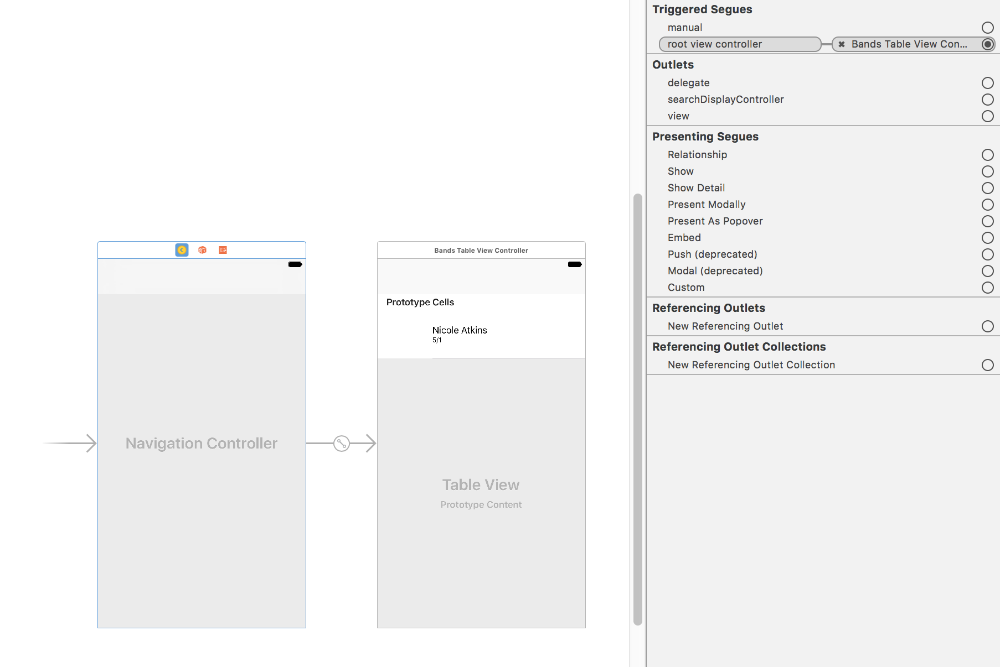 Navigation Controller
Bands Table View Controller
Prototype Cells
Nicole Atkins
5/1
Table View
Prototype Content
Triggered Segues
manual
root view controller
Bands Table View Con...
Outlets
delegate
searchDisplayController
view
Presenting Segues
Relationship
Show
Show Detail
Present Modally
Present As Popover
Embed
Push (deprecated)
Modal (deprecated)
Custom
Referencing Outlets
New Referencing Outlet
Referencing Outlet Collections
New Referencing Outlet Collection